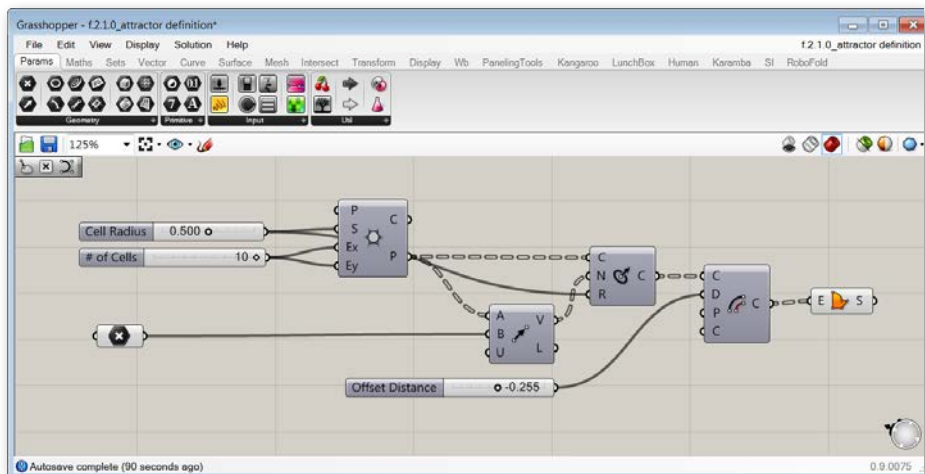 Grasshopper - f.2.1.0_attractor definition*
File Edit View Display Solution Help f.2.1.0_attractor definition
Params Maths Sets Vector Curve Surface Mesh Intersect Transform Display Wb PanelingTools Kangaroo LunchBox Human Karamba SI RoboFold
Geometry Primitive Input Util
125%
P
S
Ex
Ey
C
P
Cell Radius 0.500
# of Cells 10
C
N
R
C
C
D
P
C
C
E S
A
B
U
V
L
Offset Distance -0.255
Autosave complete (90 seconds ago) 0.9.0075